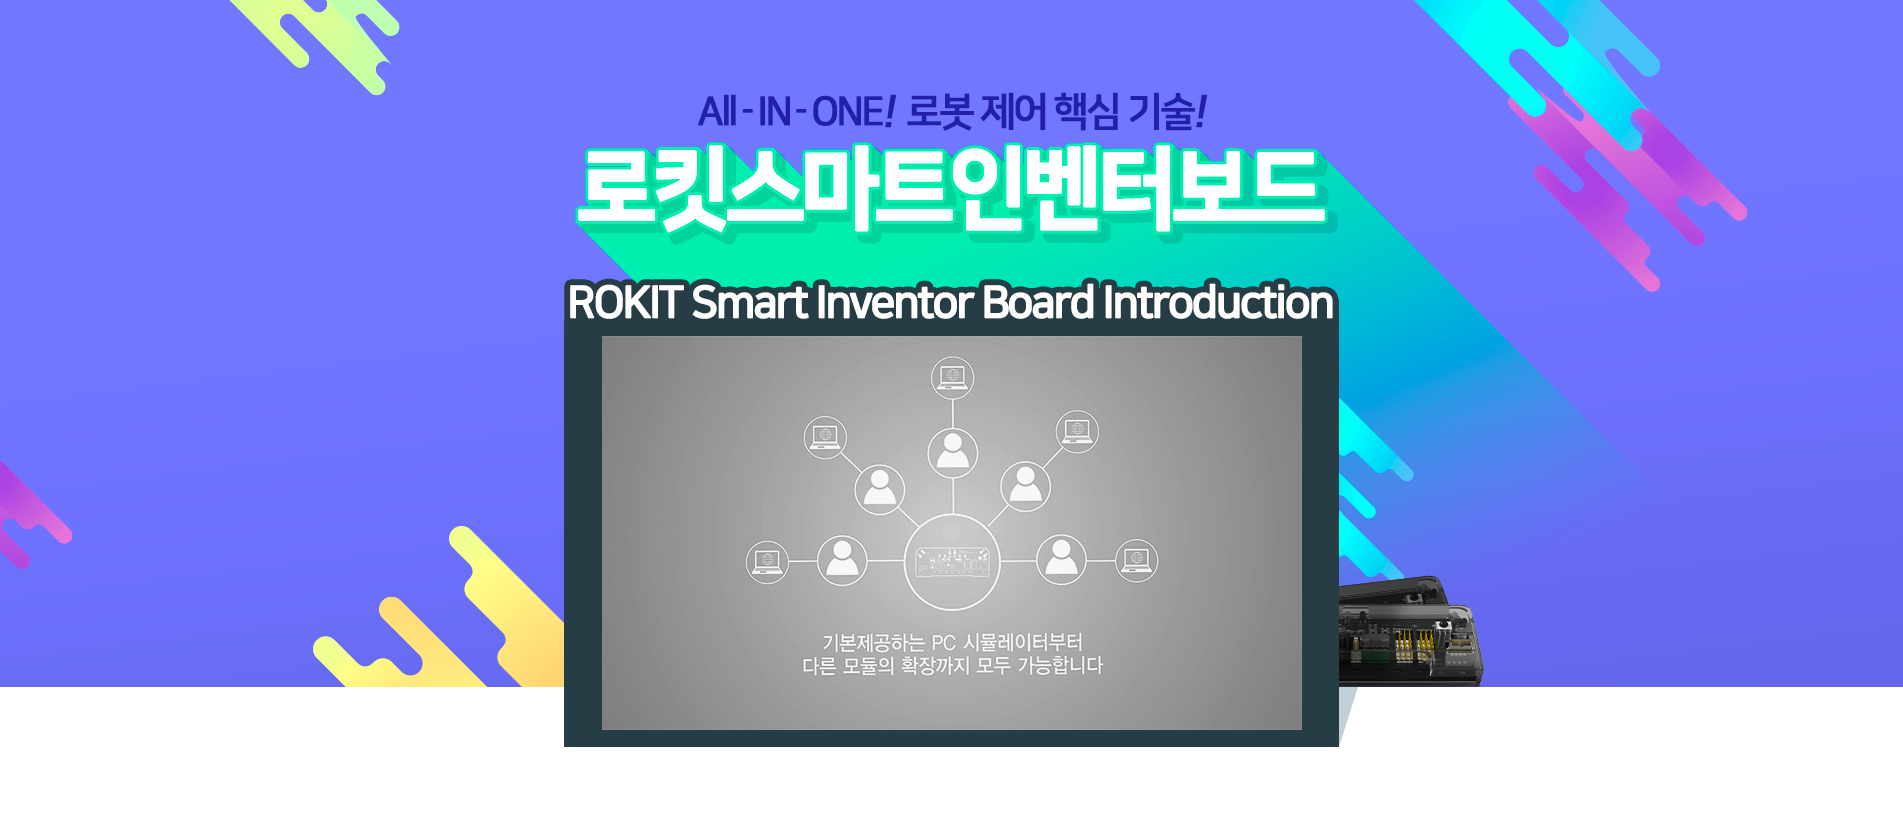 All - IN - ONE! 로봇 제어 핵심 기술!
로킷스마트인벤터보드
ROKIT Smart Inventor Board Introduction
기본제공하는 PC 시뮬레이터부터
다른 모듈의 확장까지 모두 가능합니다